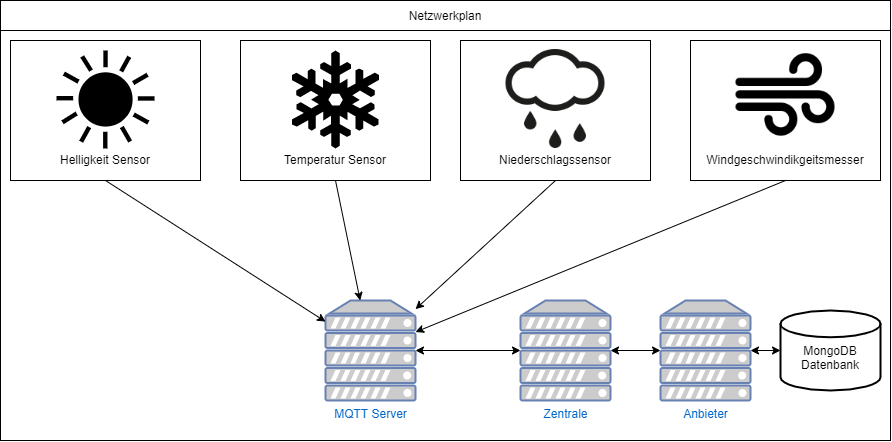 Netzwerkplan
Helligkeit Sensor
Temperatur Sensor
Niederschlagssensor
Windgeschwindikgeitsmesser
MongoDB
Datenbank
MQTT Server
Zentrale
Anbieter